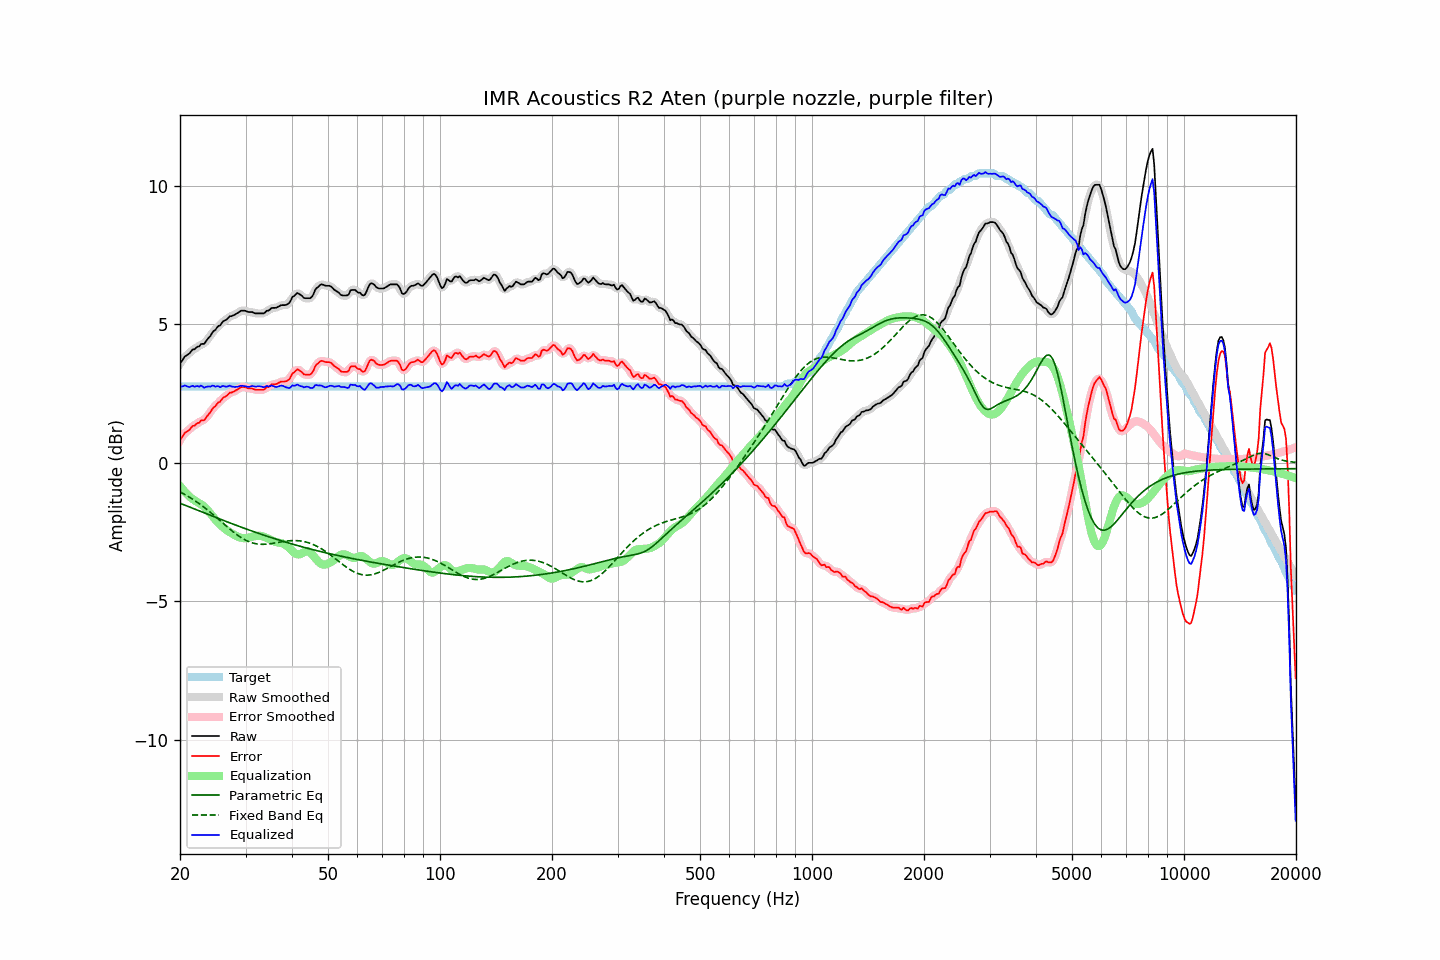 IMR Acoustics R2 Aten (purple nozzle, purple filter)
Amplitude (dBr)
10
5
0
−5
−10
Target
Raw Smoothed
Error Smoothed
Raw
Error
Equalization
Parametric Eq
Fixed Band Eq
Equalized
20
50
100
200
500
1000
2000
5000
10000
20000
Frequency (Hz)